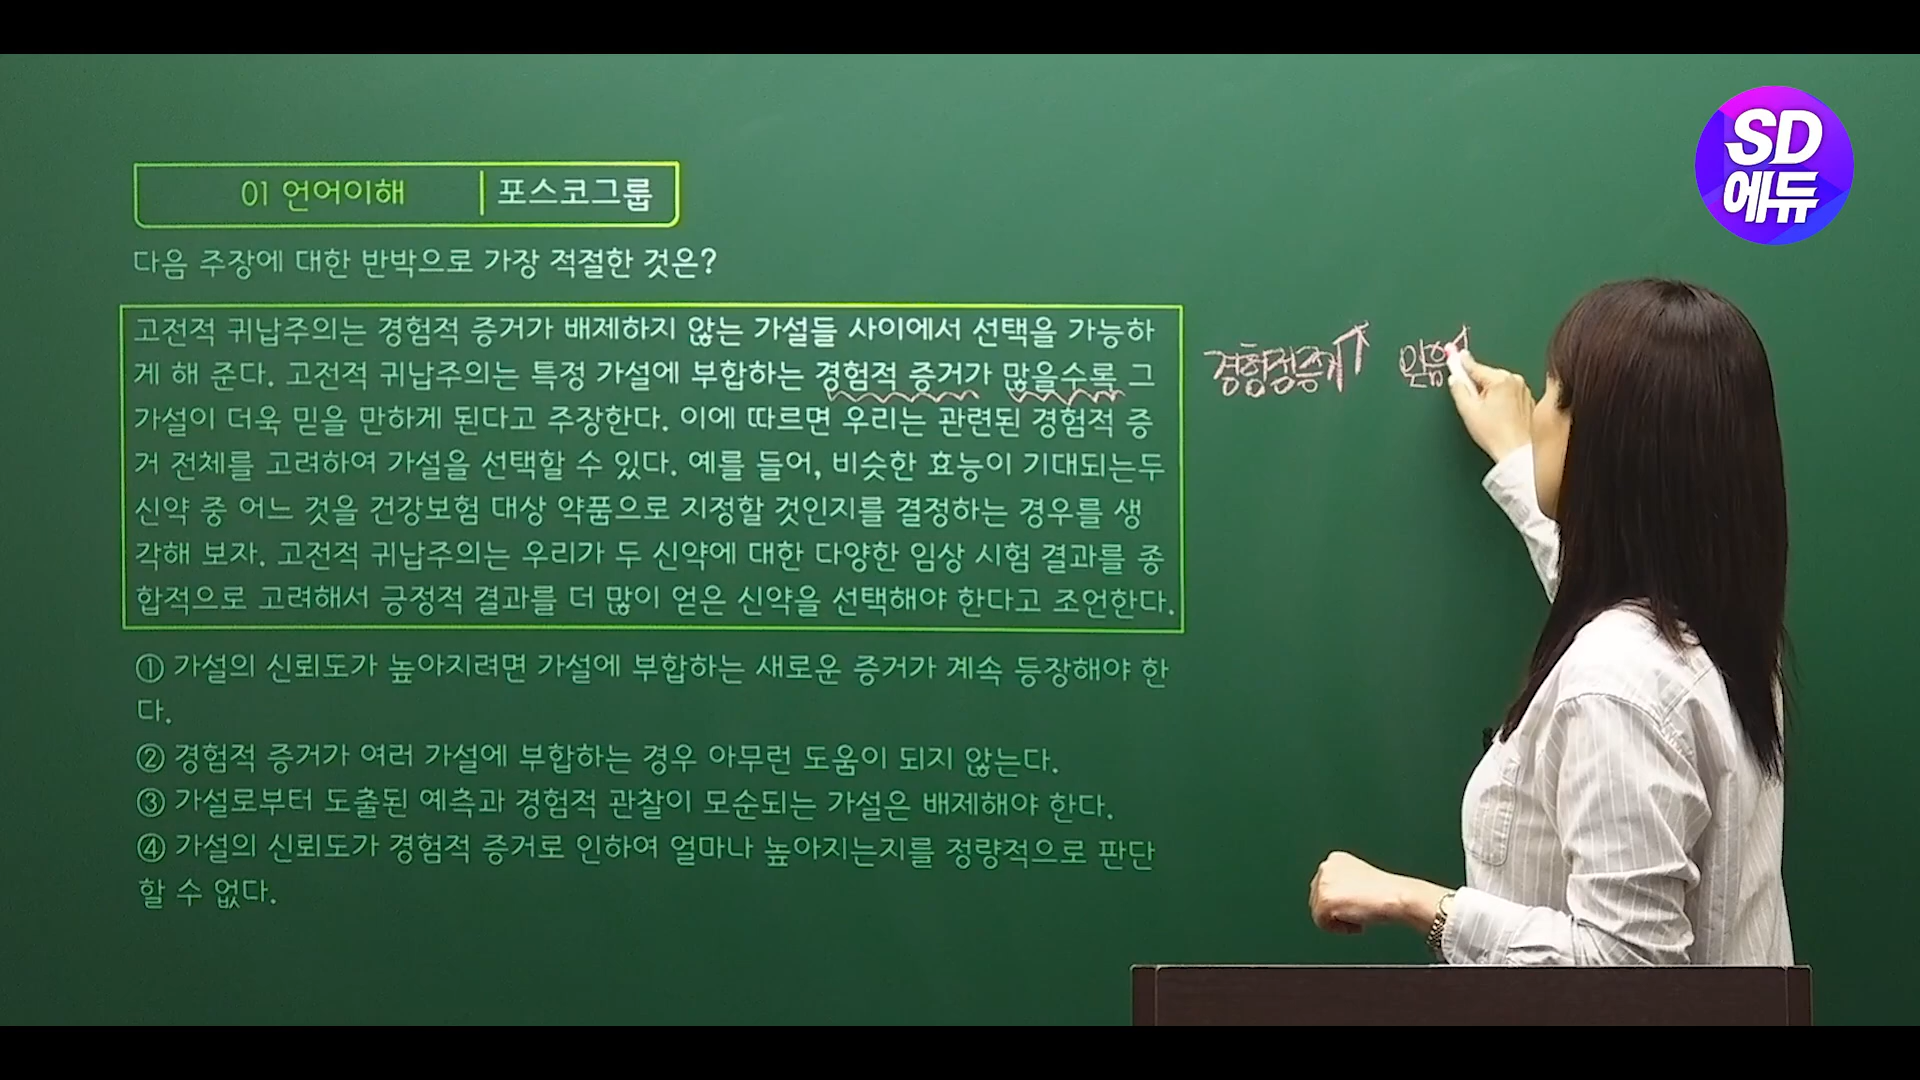 SD
에듀
01 언어이해 포스코그룹
다음 주장에 대한 반박으로 가장 적절한 것은?
고전적 귀납주의는 경험적 증거가 배제하지 않는 가설들 사이에서 선택을 가능하
게 해 준다. 고전적 귀납주의는 특정 가설에 부합하는 경험적 증거가 많을수록 그
가설이 더욱 믿을 만하게 된다고 주장한다. 이에 따르면 우리는 관련된 경험적 증
거 전체를 고려하여 가설을 선택할 수 있다. 예를 들어, 비슷한 효능이 기대되는두
신약 중 어느 것을 건강보험 대상 약품으로 지정할 것인지를 결정하는 경우를 생
각해 보자. 고전적 귀납주의는 우리가 두 신약에 대한 다양한 임상 시험 결과를 종
합적으로 고려해서 긍정적 결과를 더 많이 얻은 신약을 선택해야 한다고 조언한다.
경험적증거↑ 믿음↑
① 가설의 신뢰도가 높아지려면 가설에 부합하는 새로운 증거가 계속 등장해야 한
다.
② 경험적 증거가 여러 가설에 부합하는 경우 아무런 도움이 되지 않는다.
③ 가설로부터 도출된 예측과 경험적 관찰이 모순되는 가설은 배제해야 한다.
④ 가설의 신뢰도가 경험적 증거로 인하여 얼마나 높아지는지를 정량적으로 판단
할 수 없다.